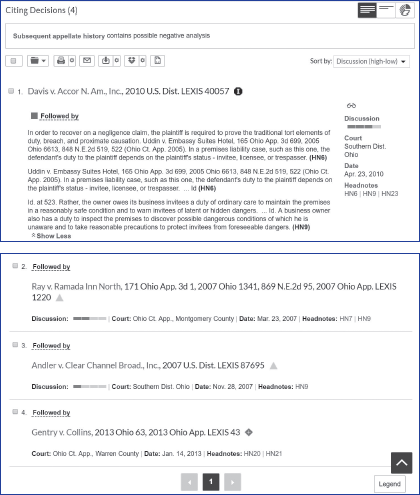 Citing Decisions (4)
Subsequent appellate history contains possible negative analysis
Sort by: Discussion (high-low)
1. Davis v. Accor N. Am., Inc., 2010 U.S. Dist. LEXIS 40057
Followed by
In order to recover on a negligence claim, the plaintiff is required to prove the traditional tort elements of
duty, breach, and proximate causation. Uddin v. Embassy Suites Hotel, 165 Ohio App. 3d 699, 2005
Ohio 6613, 848 N.E.2d 519, 522 (Ohio Ct. App. 2005). In a premises liability case, such as this one, the
defendant's duty to the plaintiff depends on the plaintiff's status - invitee, licensee, or trespasser. (HN6)
Uddin v. Embassy Suites Hotel, 165 Ohio App. 3d 699, 2005 Ohio 6613, 848 N.E.2d 519, 522 (Ohio Ct.
App. 2005). In a premises liability case, such as this one, the defendant's duty to the plaintiff depends on
the plaintiff's status - invitee, licensee, or trespasser. ... Id (HN6)
Id. at 523. Rather, the owner owes its business invitees a duty of ordinary care to maintain the premises
in a reasonably safe condition and to warn invitees of latent or hidden dangers. ... Id. A business owner
also has a duty to inspect the premises to discover possible dangerous conditions of which he is
unaware and to take reasonable precautions to protect invitees from foreseeable dangers. (HN9)
Show Less
Discussion
Court
Southern Dist.
Ohio
Date
Apr. 23, 2010
Headnotes
HN6 | HN9 | HN23
2. Followed by
Ray v. Ramada Inn North, 171 Ohio App. 3d 1, 2007 Ohio 1341, 869 N.E.2d 95, 2007 Ohio App. LEXIS
1220
Discussion: | Court: Ohio Ct. App., Montgomery County | Date: Mar. 23, 2007 | Headnotes: HN7 | HN9
3. Followed by
Andler v. Clear Channel Broad., Inc., 2007 U.S. Dist. LEXIS 87695
Discussion: | Court: Southern Dist. Ohio | Date: Nov. 28, 2007 | Headnotes: HN9
4. Followed by
Gentry v. Collins, 2013 Ohio 63, 2013 Ohio App. LEXIS 43
Court: Ohio Ct. App., Warren County | Date: Jan. 14, 2013 | Headnotes: HN20 | HN21
1
Legend